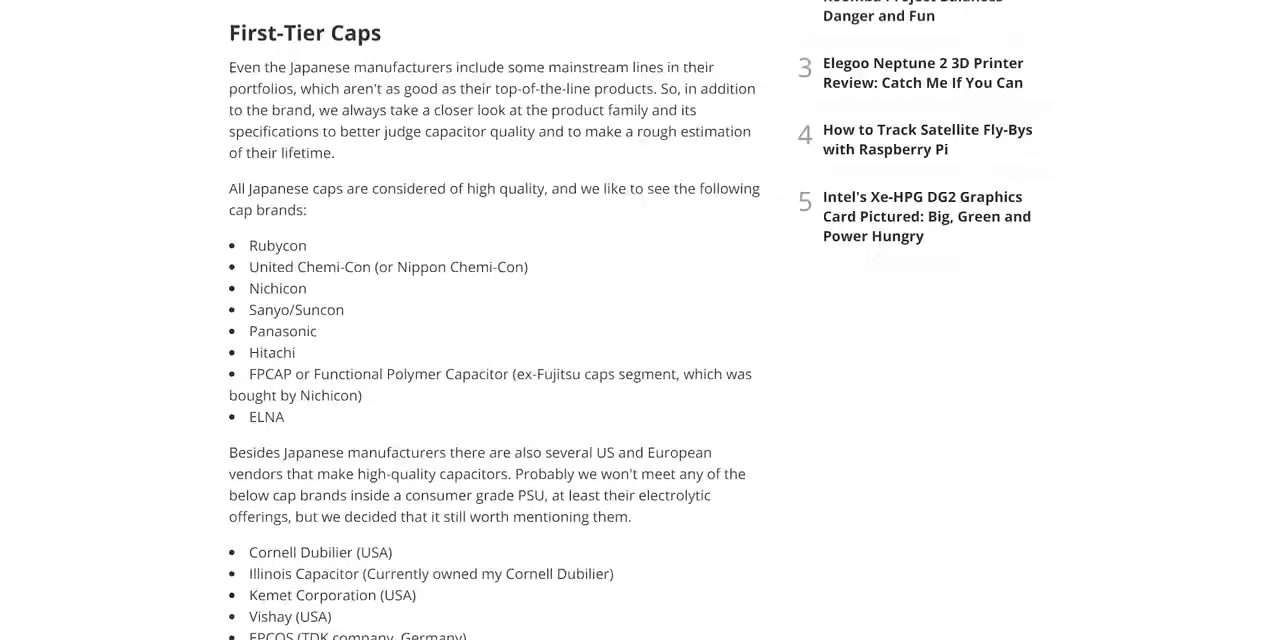 First-Tier Caps
Even the Japanese manufacturers include some mainstream lines in their
portfolios, which aren't as good as their top-of-the-line products. So, in addition
to the brand, we always take a closer look at the product family and its
specifications to better judge capacitor quality and to make a rough estimation
of their lifetime.
All Japanese caps are considered of high quality, and we like to see the following
cap brands:
• Rubycon
• United Chemi-Con (or Nippon Chemi-Con)
• Nichicon
• Sanyo/Suncon
• Panasonic
• Hitachi
• FPCAP or Functional Polymer Capacitor (ex-Fujitsu caps segment, which was
bought by Nichicon)
• ELNA
Besides Japanese manufacturers there are also several US and European
vendors that make high-quality capacitors. Probably we won't meet any of the
below cap brands inside a consumer grade PSU, at least their electrolytic
offerings, but we decided that it still worth mentioning them.
• Cornell Dubilier (USA)
• Illinois Capacitor (Currently owned my Cornell Dubilier)
• Kemet Corporation (USA)
• Vishay (USA)
• EPCOS (TDK company, Germany)
Danger and Fun
3 Elegoo Neptune 2 3D Printer
Review: Catch Me If You Can
4 How to Track Satellite Fly-Bys
with Raspberry Pi
5 Intel's Xe-HPG DG2 Graphics
Card Pictured: Big, Green and
Power Hungry